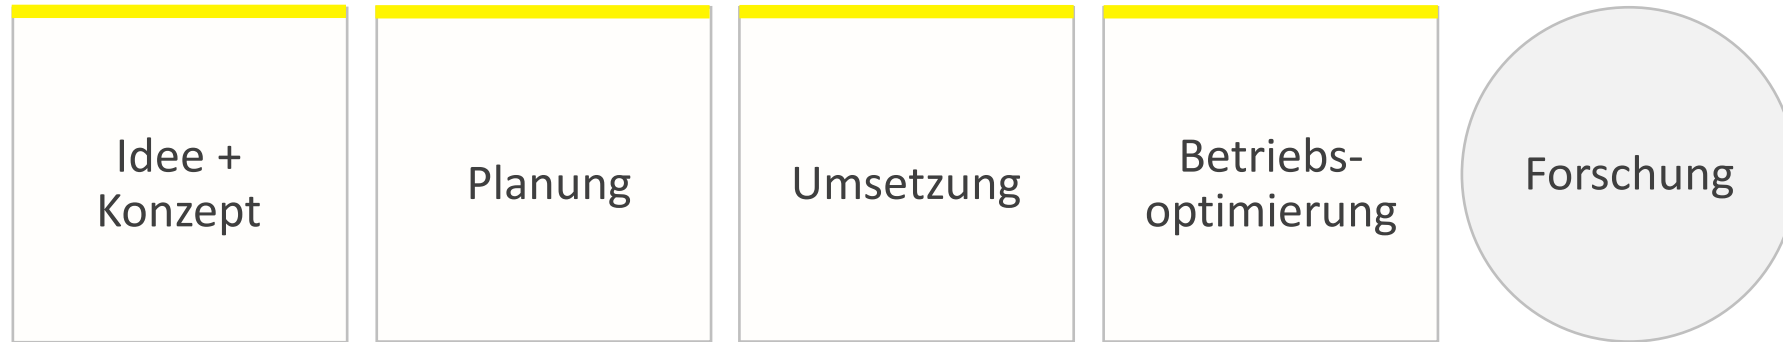 Idee +
Konzept
Planung
Umsetzung
Betriebs-
optimierung
Forschung